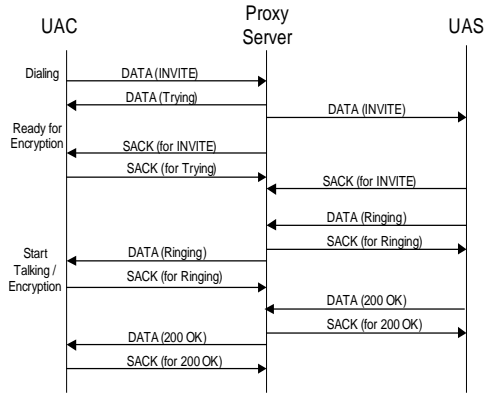 UAC
Proxy
Server
UAS
Dialing
DATA (INVITE)
DATA (Trying)
DATA (INVITE)
Ready for
Encryption
SACK (for INVITE)
SACK (for Trying)
SACK (for INVITE)
DATA (Ringing)
SACK (for Ringing)
Start
Talking /
Encryption
DATA (Ringing)
SACK (for Ringing)
DATA (200 OK)
SACK (for 200 OK)
DATA (200 OK)
SACK (for 200 OK)